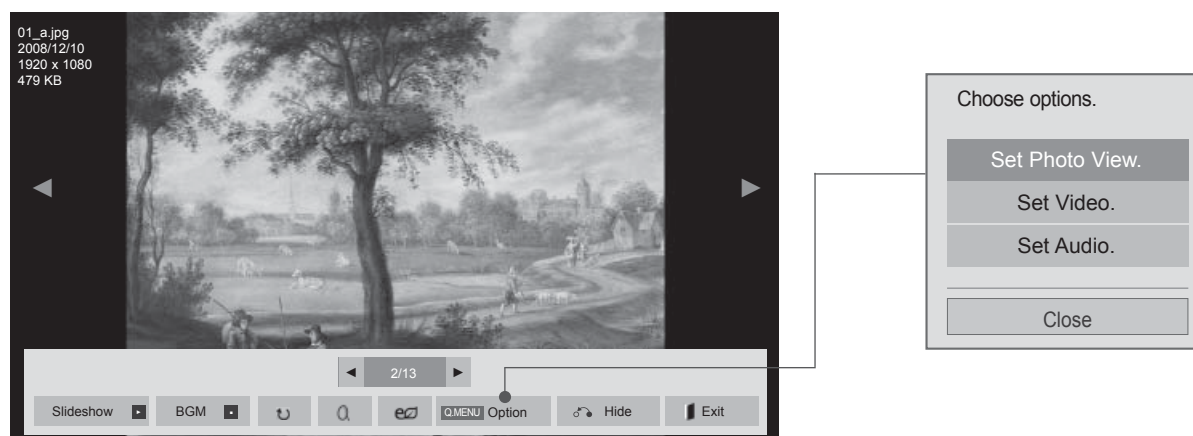 01_a.jpg
2008/12/10
1920 x 1080
479 KB
2/13
Slideshow
BGM
Q.MENU Option
Hide
Exit
Choose options.
Set Photo View.
Set Video.
Set Audio.
Close